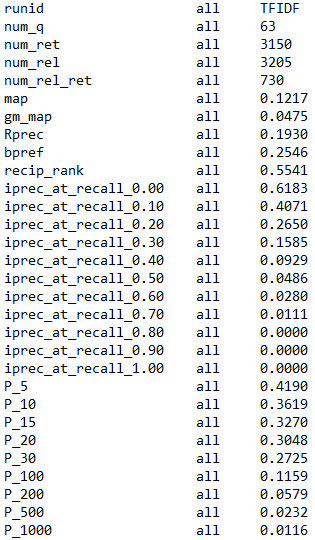 runid all TFIDF
num_q all 63
num_ret all 3150
num_rel all 3205
num_rel_ret all 730
map all 0.1217
gm_map all 0.0475
Rprec all 0.1930
bpref all 0.2546
recip_rank all 0.5541
iprec_at_recall_0.00 all 0.6183
iprec_at_recall_0.10 all 0.4071
iprec_at_recall_0.20 all 0.2650
iprec_at_recall_0.30 all 0.1585
iprec_at_recall_0.40 all 0.0929
iprec_at_recall_0.50 all 0.0486
iprec_at_recall_0.60 all 0.0280
iprec_at_recall_0.70 all 0.0111
iprec_at_recall_0.80 all 0.0000
iprec_at_recall_0.90 all 0.0000
iprec_at_recall_1.00 all 0.0000
P_5 all 0.4190
P_10 all 0.3619
P_15 all 0.3270
P_20 all 0.3048
P_30 all 0.2725
P_100 all 0.1159
P_200 all 0.0579
P_500 all 0.0232
P_1000 all 0.0116